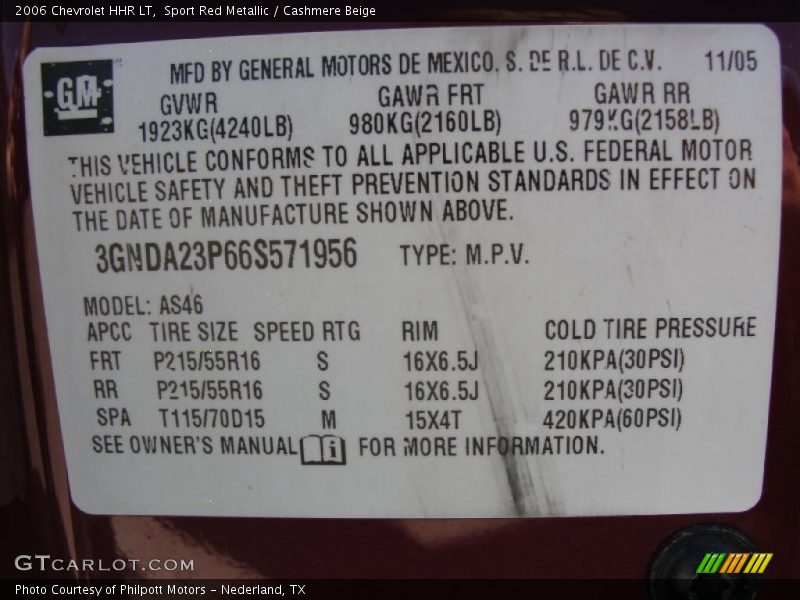 2006 Chevrolet HHR LT,  Sport Red Metallic / Cashmere Beige
GM
MFD BY GENERAL MOTORS DE MEXICO, S. DE R.L. DE C.V. 11/05
GVWR GAWR FRT GAWR RR
1923KG(4240LB) 980KG(2160LB) 979KG(2158LB)
THIS VEHICLE CONFORMS TO ALL APPLICABLE U.S. FEDERAL MOTOR
VEHICLE SAFETY AND THEFT PREVENTION STANDARDS IN EFFECT ON
THE DATE OF MANUFACTURE SHOWN ABOVE.
3GNDA23P66S571956 TYPE: M.P.V.
MODEL: AS46
APCC TIRE SIZE SPEED RTG RIM COLD TIRE PRESSURE
FRT P215/55R16 S 16X6.5J 210KPA(30PSI)
RR P215/55R16 S 16X6.5J 210KPA(30PSI)
SPA T115/70D15 M 15X4T 420KPA(60PSI)
SEE OWNER'S MANUAL i FOR MORE INFORMATION.
GTCARLOT.COM
Photo Courtesy of Philpott Motors - Nederland, TX